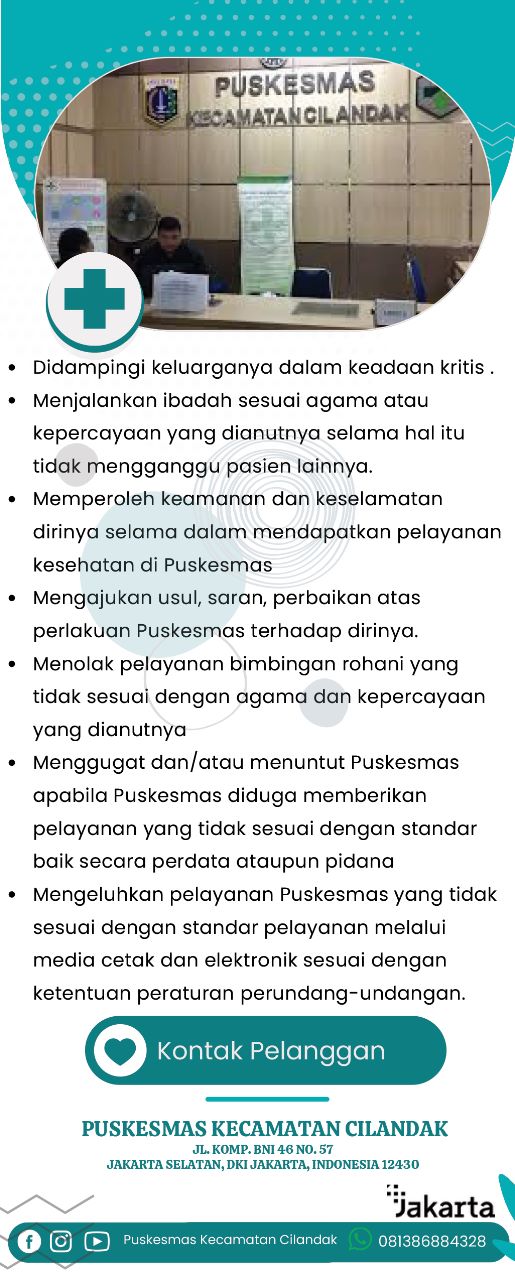 PUSKESMAS
KECAMATAN CILANDAK
Didampingi keluarganya dalam keadaan kritis .
Menjalankan ibadah sesuai agama atau
kepercayaan yang dianutnya selama hal itu
tidak mengganggu pasien lainnya.
Memperoleh keamanan dan keselamatan
dirinya selama dalam mendapatkan pelayanan
kesehatan di Puskesmas
Mengajukan usul, saran, perbaikan atas
perlakuan Puskesmas terhadap dirinya.
Menolak pelayanan bimbingan rohani yang
tidak sesuai dengan agama dan kepercayaan
yang dianutnya
Menggugat dan/atau menuntut Puskesmas
apabila Puskesmas diduga memberikan
pelayanan yang tidak sesuai dengan standar
baik secara perdata ataupun pidana
Mengeluhkan pelayanan Puskesmas yang tidak
sesuai dengan standar pelayanan melalui
media cetak dan elektronik sesuai dengan
ketentuan peraturan perundang-undangan.
Kontak Pelanggan
PUSKESMAS KECAMATAN CILANDAK
JL. KOMP. BNI 46 NO. 57
JAKARTA SELATAN, DKI JAKARTA, INDONESIA 12430
Jakarta
Puskesmas Kecamatan Cilandak 081386884328